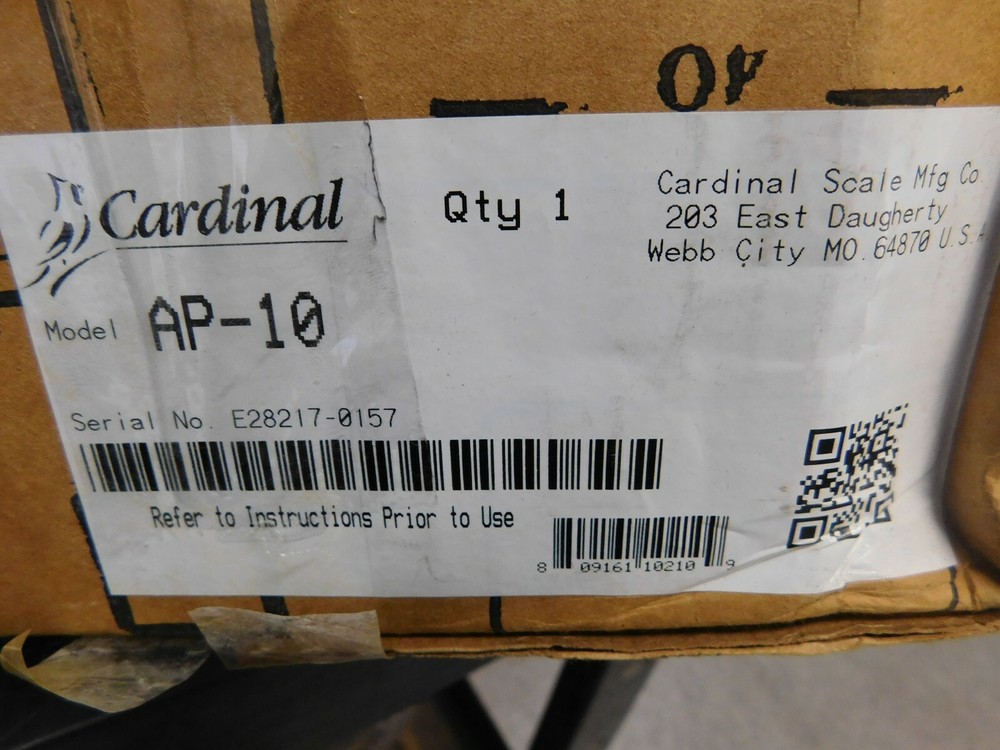 Cardinal
Qty 1
Cardinal Scale Mfg Co.
203 East Daugherty
Webb City MO. 64870 U.S.A
Model AP-10
Serial No. E28217-0157
Refer to Instructions Prior to Use
8 09161 10210 9